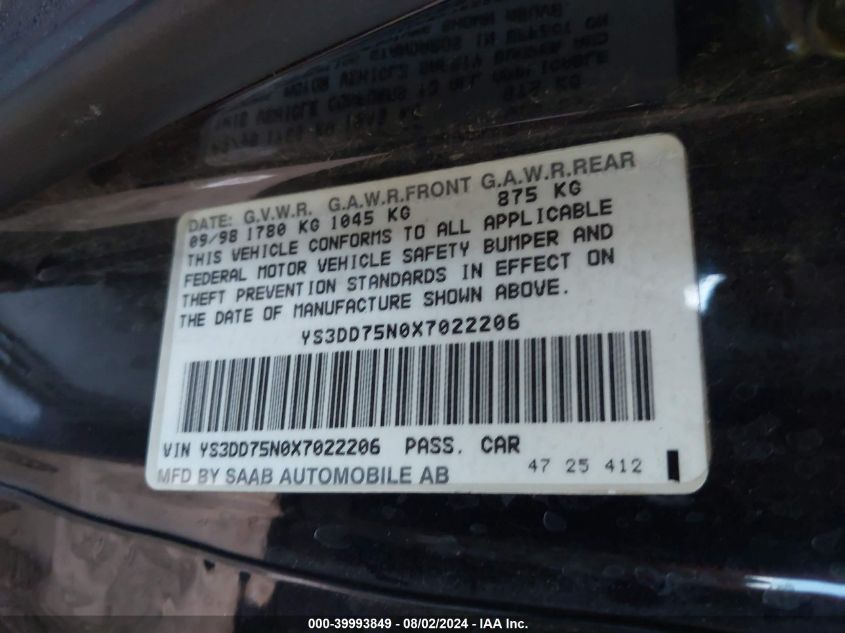 DATE: G.V.W.R. G.A.W.R.FRONT G.A.W.R.REAR
09/98 1780 KG 1045 KG 875 KG
THIS VEHICLE CONFORMS TO ALL APPLICABLE
FEDERAL MOTOR VEHICLE SAFETY BUMPER AND
THEFT PREVENTION STANDARDS IN EFFECT ON
THE DATE OF MANUFACTURE SHOWN ABOVE.
YS3DD75N0X7022206
VIN YS3DD75N0X7022206 PASS. CAR
MFD BY SAAB AUTOMOBILE AB 47 25 412
000-39993849 - 08/02/2024 - IAA Inc.